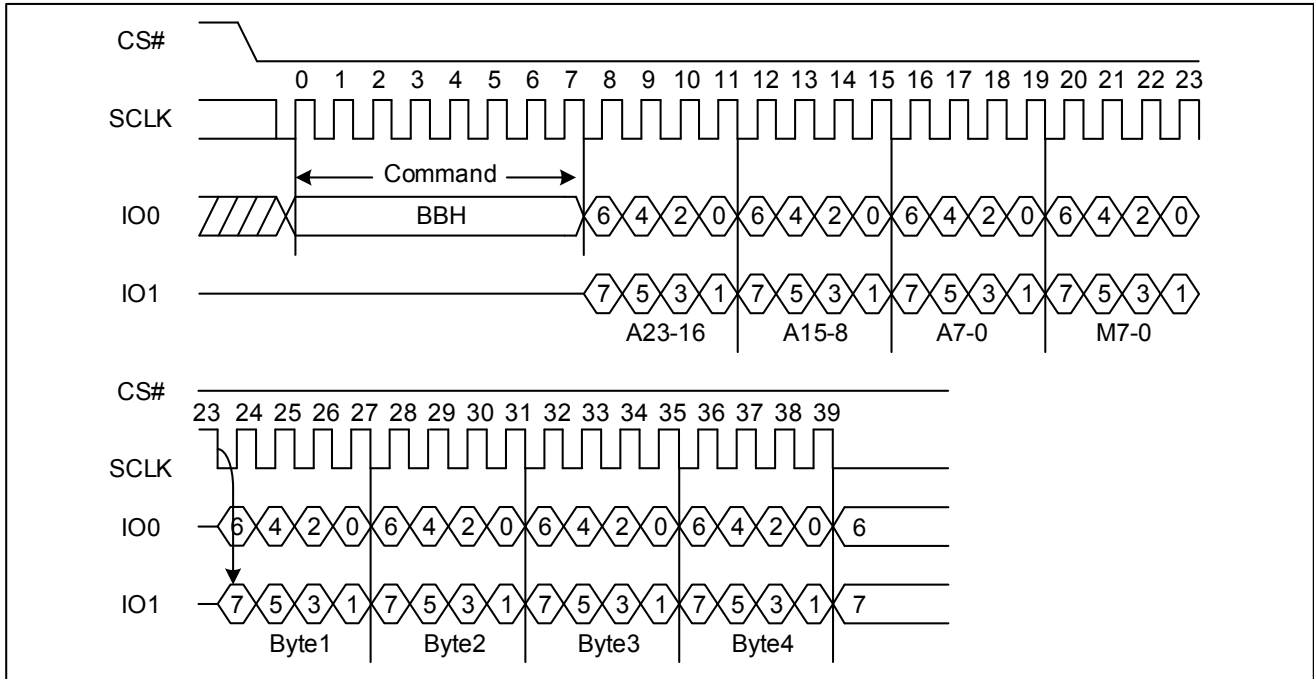 CS#
0 1 2 3 4 5 6 7 8 9 10 11 12 13 14 15 16 17 18 19 20 21 22 23
SCLK
Command
IO0 BBH 6 4 2 0 6 4 2 0 6 4 2 0 6 4 2 0
IO1 7 5 3 1 7 5 3 1 7 5 3 1 7 5 3 1
A23-16 A15-8 A7-0 M7-0
CS#
23 24 25 26 27 28 29 30 31 32 33 34 35 36 37 38 39
SCLK
IO0 6 4 2 0 6 4 2 0 6 4 2 0 6 4 2 0 6
IO1 7 5 3 1 7 5 3 1 7 5 3 1 7 5 3 1 7
Byte1 Byte2 Byte3 Byte4